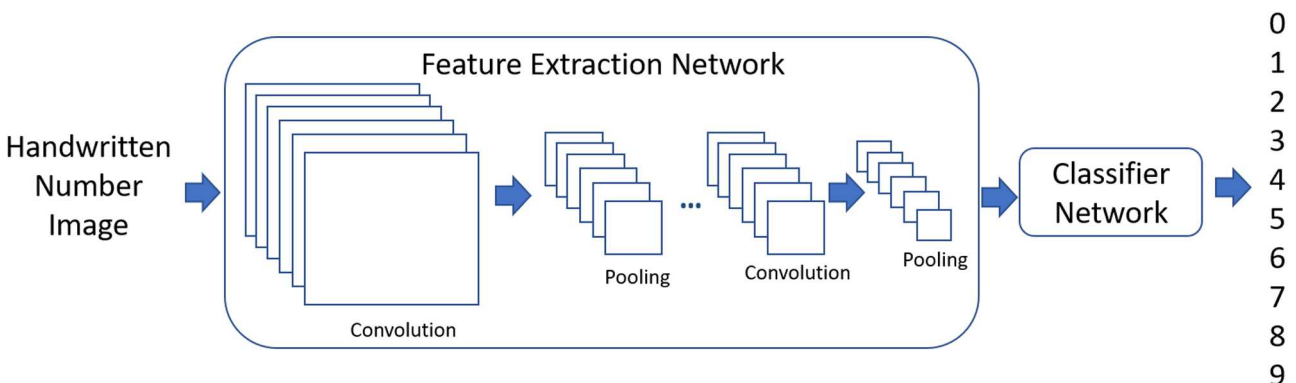 Feature Extraction Network
Handwritten
Number
Image
Convolution
Pooling
...
Convolution
Pooling
Classifier
Network
0
1
2
3
4
5
6
7
8
9